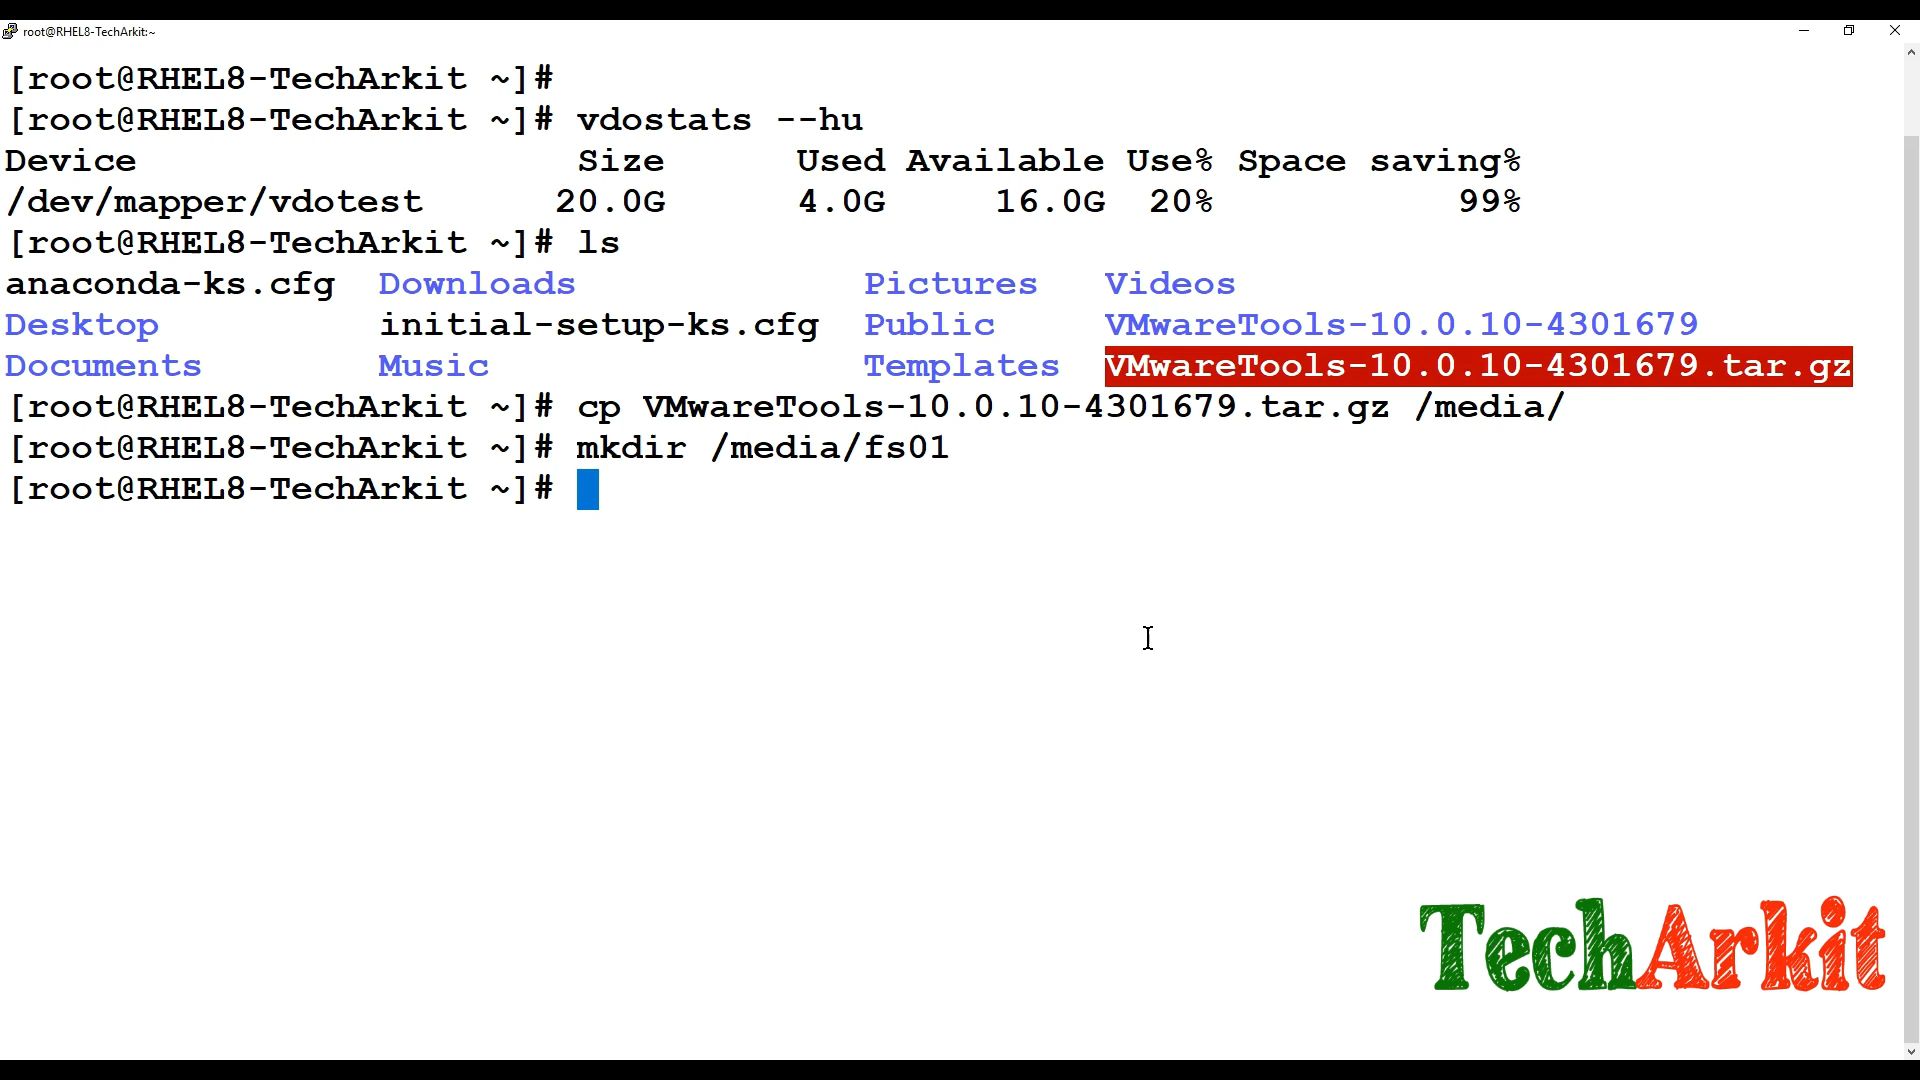 root@RHEL8-TechArkit:~
[root@RHEL8-TechArkit ~]#
[root@RHEL8-TechArkit ~]# vdostats --hu
Device Size Used Available Use% Space saving%
/dev/mapper/vdotest 20.0G 4.0G 16.0G 20% 99%
[root@RHEL8-TechArkit ~]# ls
anaconda-ks.cfg Downloads Pictures Videos
Desktop initial-setup-ks.cfg Public VMwareTools-10.0.10-4301679
Documents Music Templates VMwareTools-10.0.10-4301679.tar.gz
[root@RHEL8-TechArkit ~]# cp VMwareTools-10.0.10-4301679.tar.gz /media/
[root@RHEL8-TechArkit ~]# mkdir /media/fs01
[root@RHEL8-TechArkit ~]#
TechArkit